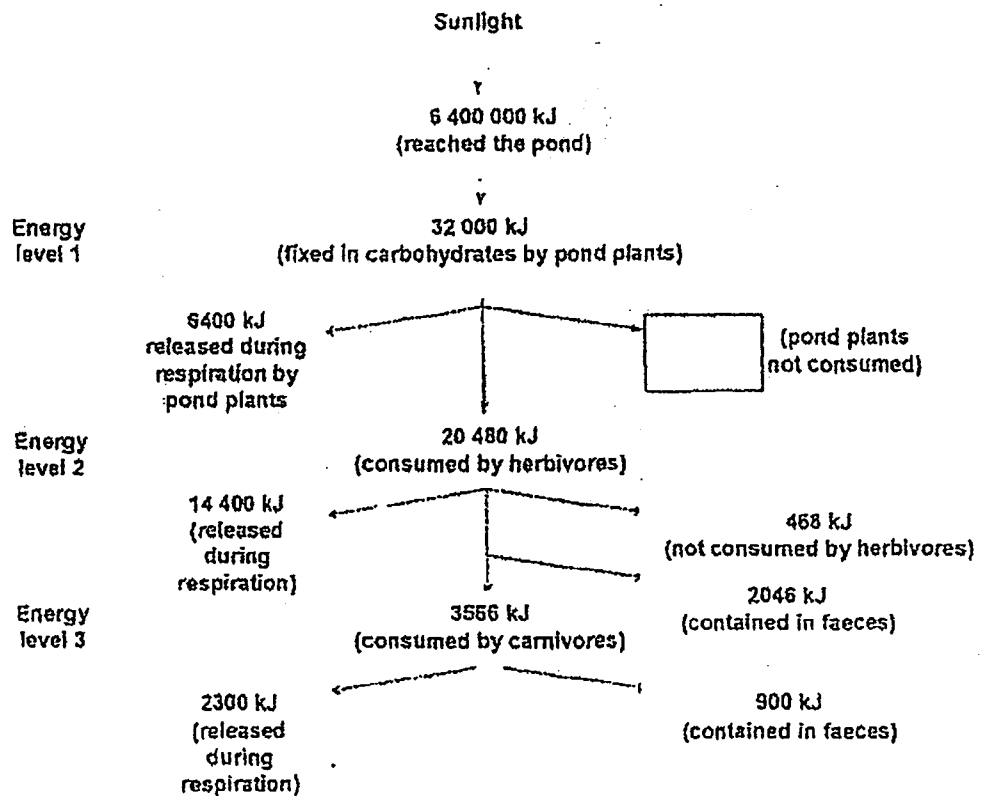 Sunlight
6 400 000 kJ
(reached the pond)
Energy
level 1
32 000 kJ
(fixed in carbohydrates by pond plants)
6400 kJ
released during
respiration by
pond plants
(pond plants
not consumed)
Energy
level 2
20 480 kJ
(consumed by herbivores)
14 400 kJ
(released
during
respiration)
468 kJ
(not consumed by herbivores)
2046 kJ
(contained in faeces)
Energy
level 3
3566 kJ
(consumed by carnivores)
2300 kJ
(released
during
respiration)
900 kJ
(contained in faeces)